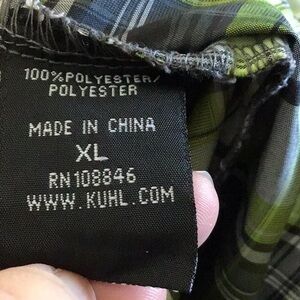 100%POLYESTER/
POLYESTER
MADE IN CHINA
XL
RN108846
WWW.KUHL.COM